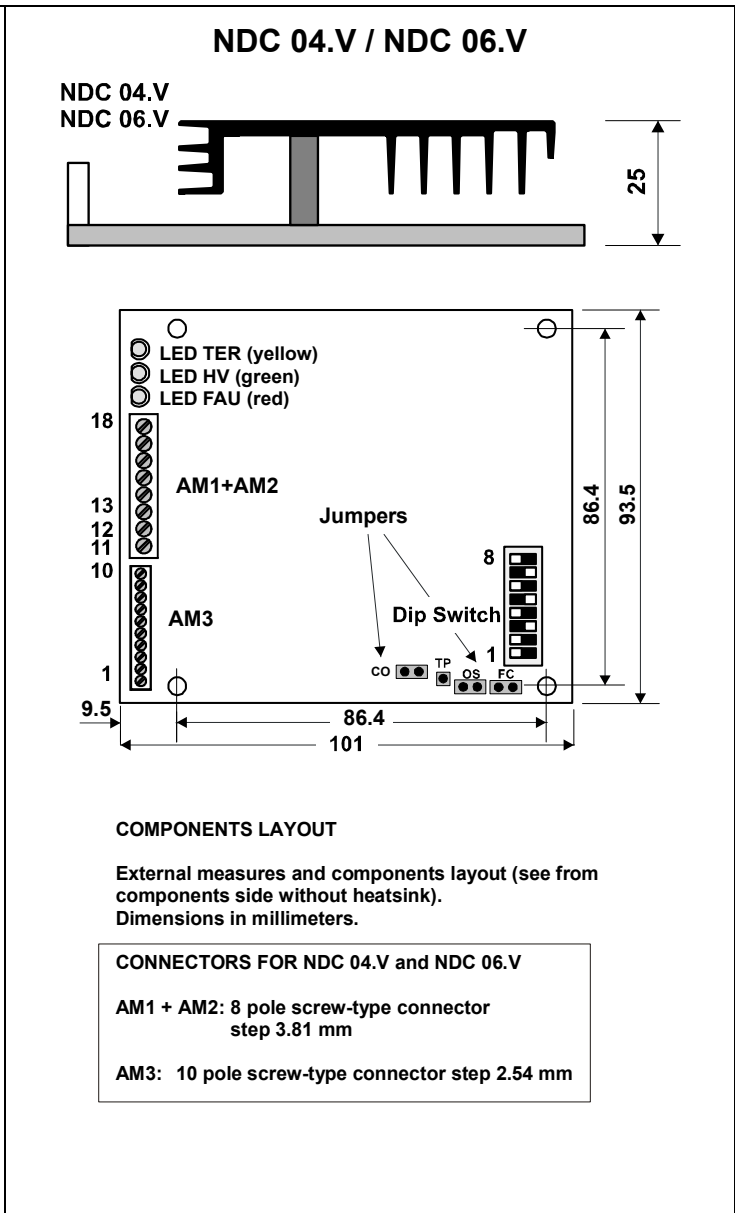 NDC 04.V / NDC 06.V
NDC 04.V
NDC 06.V
25
LED TER (yellow)
LED HV (green)
LED FAU (red)
18
AM1+AM2
13
12
11
10
Jumpers
86.4
93.5
8
AM3
Dip Switch
1
1
CO
TP
OS
FC
9.5
86.4
101
COMPONENTS LAYOUT
External measures and components layout (see from
components side without heatsink).
Dimensions in millimeters.
CONNECTORS FOR NDC 04.V and NDC 06.V
AM1 + AM2: 8 pole screw-type connector
step 3.81 mm
AM3: 10 pole screw-type connector step 2.54 mm